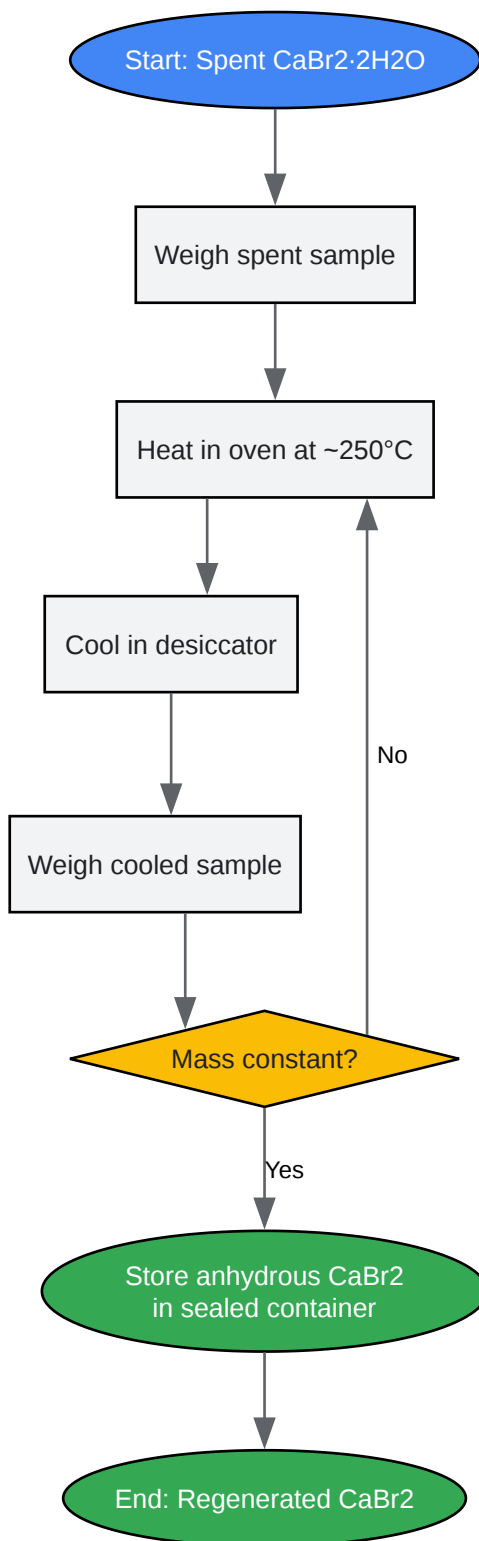 Start: Spent CaBr2·2H2O
Weigh spent sample
Heat in oven at ~250°C
Cool in desiccator
No
Weigh cooled sample
Mass constant?
Yes
Store anhydrous CaBr2
in sealed container
End: Regenerated CaBr2